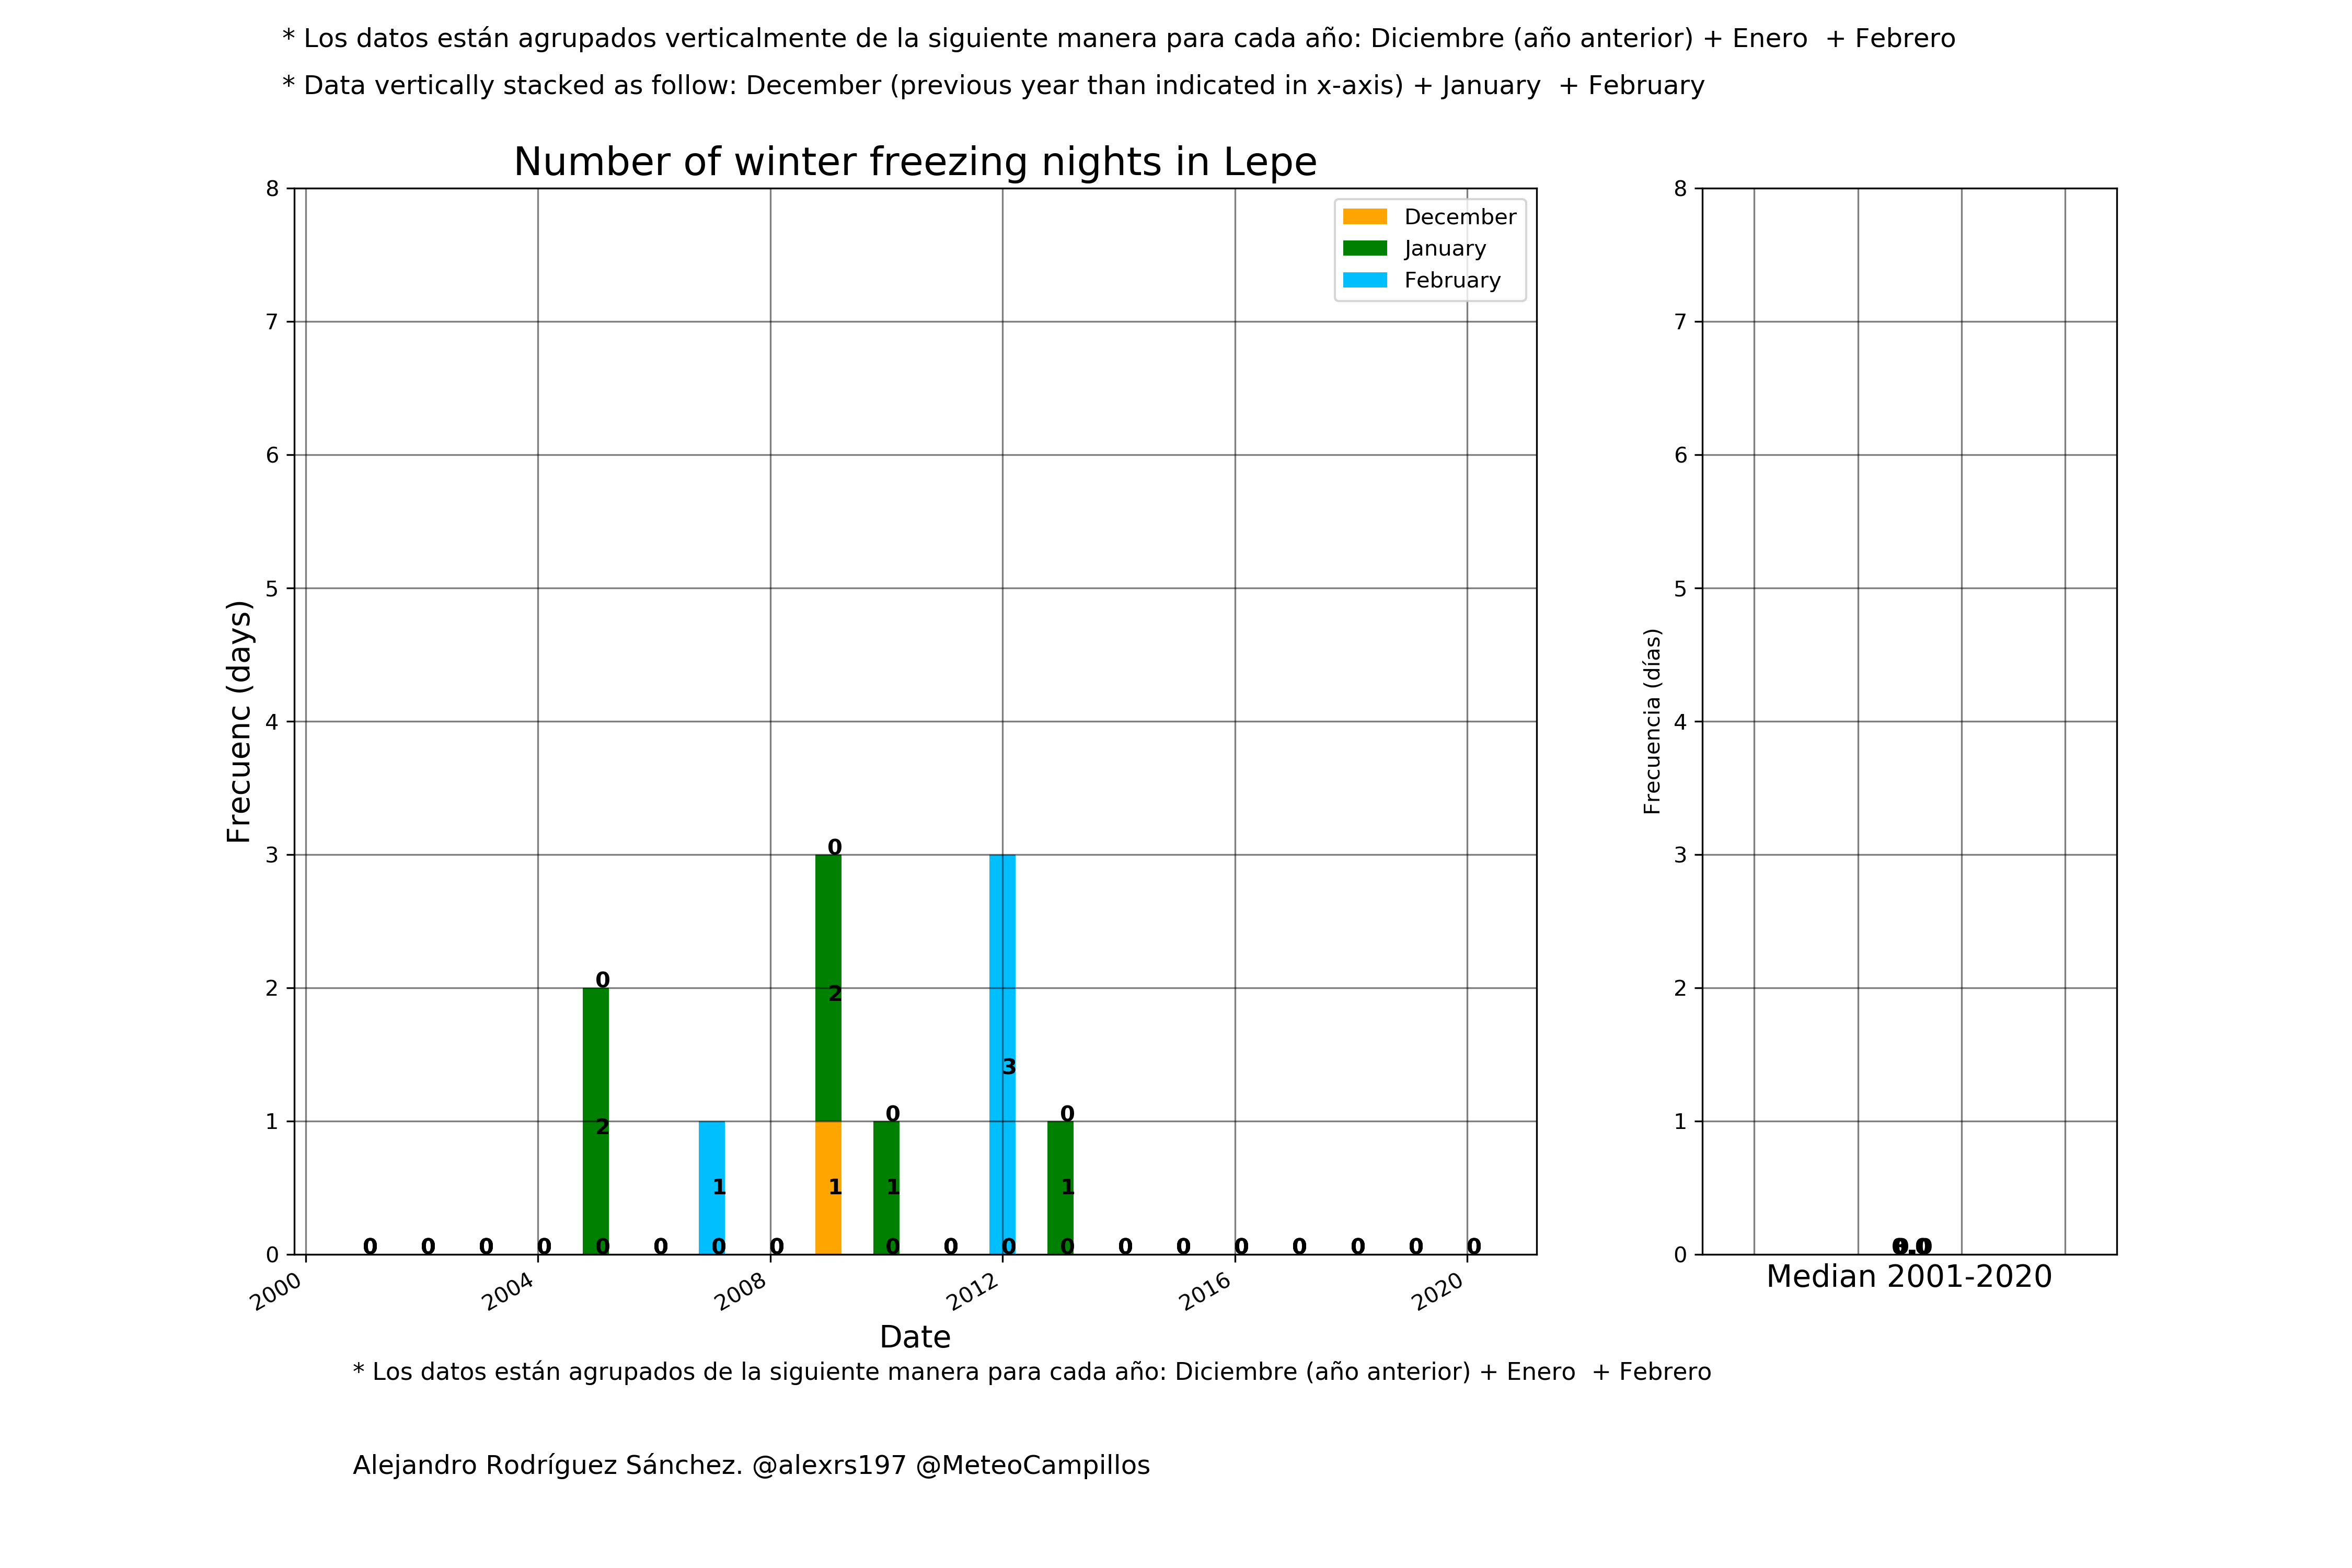 * Los datos están agrupados verticalmente de la siguiente manera para cada año: Diciembre (año anterior) + Enero  + Febrero
* Data vertically stacked as follow: December (previous year than indicated in x-axis) + January  + February
Number of winter freezing nights in Lepe
December
January
February
Frecuenc (days)
8
7
6
5
4
3
2
1
0
0
0
2
0
2
3
0
0
1
1
1
1
0 0 0 0 0 0 0 0 0 0 0 0 0 0 0 0 0 0 0
2000 2004 2008 2012 2016 2020
Date
Frecuencia (días)
8
7
6
5
4
3
2
1
0
0.0
Median 2001-2020
* Los datos están agrupados de la siguiente manera para cada año: Diciembre (año anterior) + Enero  + Febrero
Alejandro Rodríguez Sánchez. @alexrs197 @MeteoCampillos